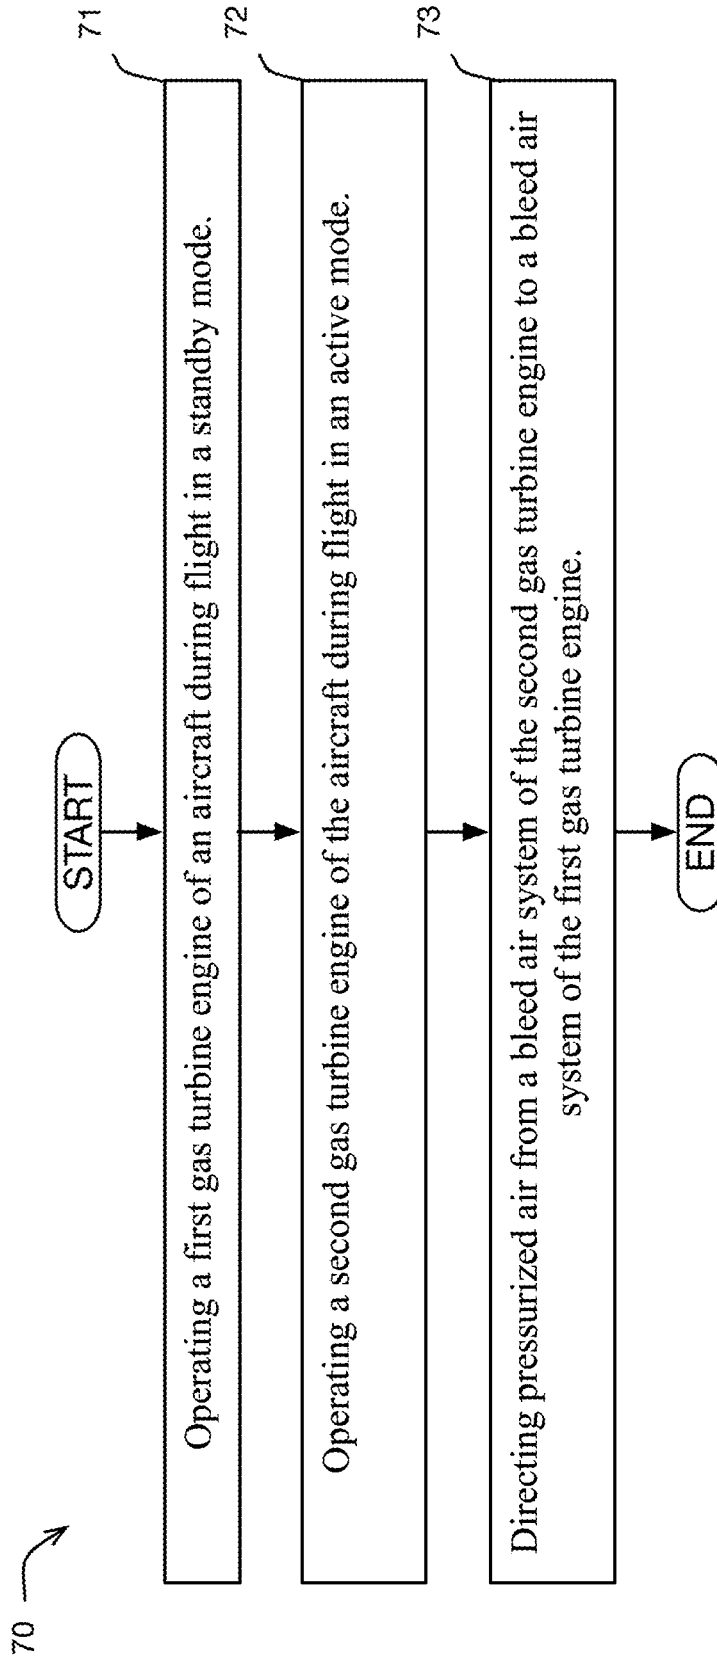 70
START
71
Operating a first gas turbine engine of an aircraft during flight in a standby mode.
72
Operating a second gas turbine engine of the aircraft during flight in an active mode.
73
Directing pressurized air from a bleed air system of the second gas turbine engine to a bleed air
system of the first gas turbine engine.
END